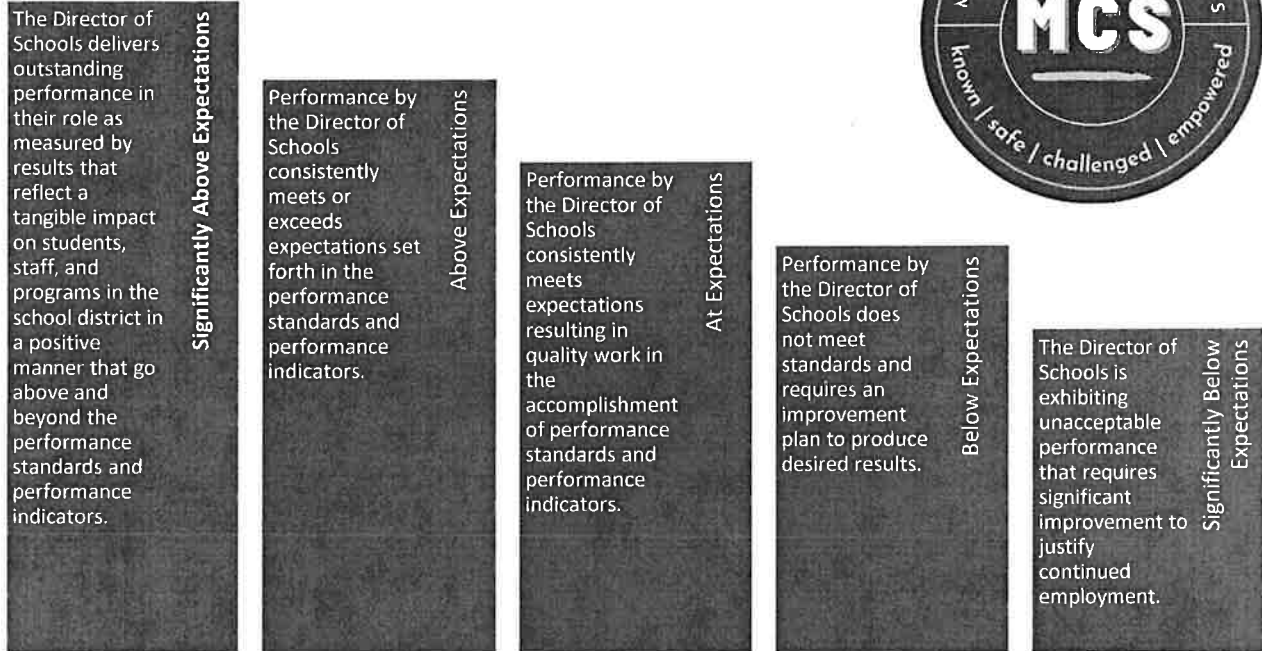 The Director of
Schools delivers
outstanding
performance in
their role as
measured by
results that
reflect a
tangible impact
on students,
staff, and
programs in the
school district in
a positive
manner that go
above and
beyond the
performance
standards and
performance
indicators.
Significantly Above Expectations
Performance by
the Director of
Schools
consistently
meets or
exceeds
expectations set
forth in the
performance
standards and
performance
indicators.
Above Expectations
Performance by
the Director of
Schools
consistently
meets
expectations
resulting in
quality work in
the
accomplishment
of performance
standards and
performance
indicators.
At Expectations
Performance by
the Director of
Schools does
not meet
standards and
requires an
improvement
plan to produce
desired results.
Below Expectations
The Director of
Schools is
exhibiting
unacceptable
performance
that requires
significant
improvement to
justify
continued
employment.
Significantly Below
Expectations
MCS
known | safe | challenged | empowered